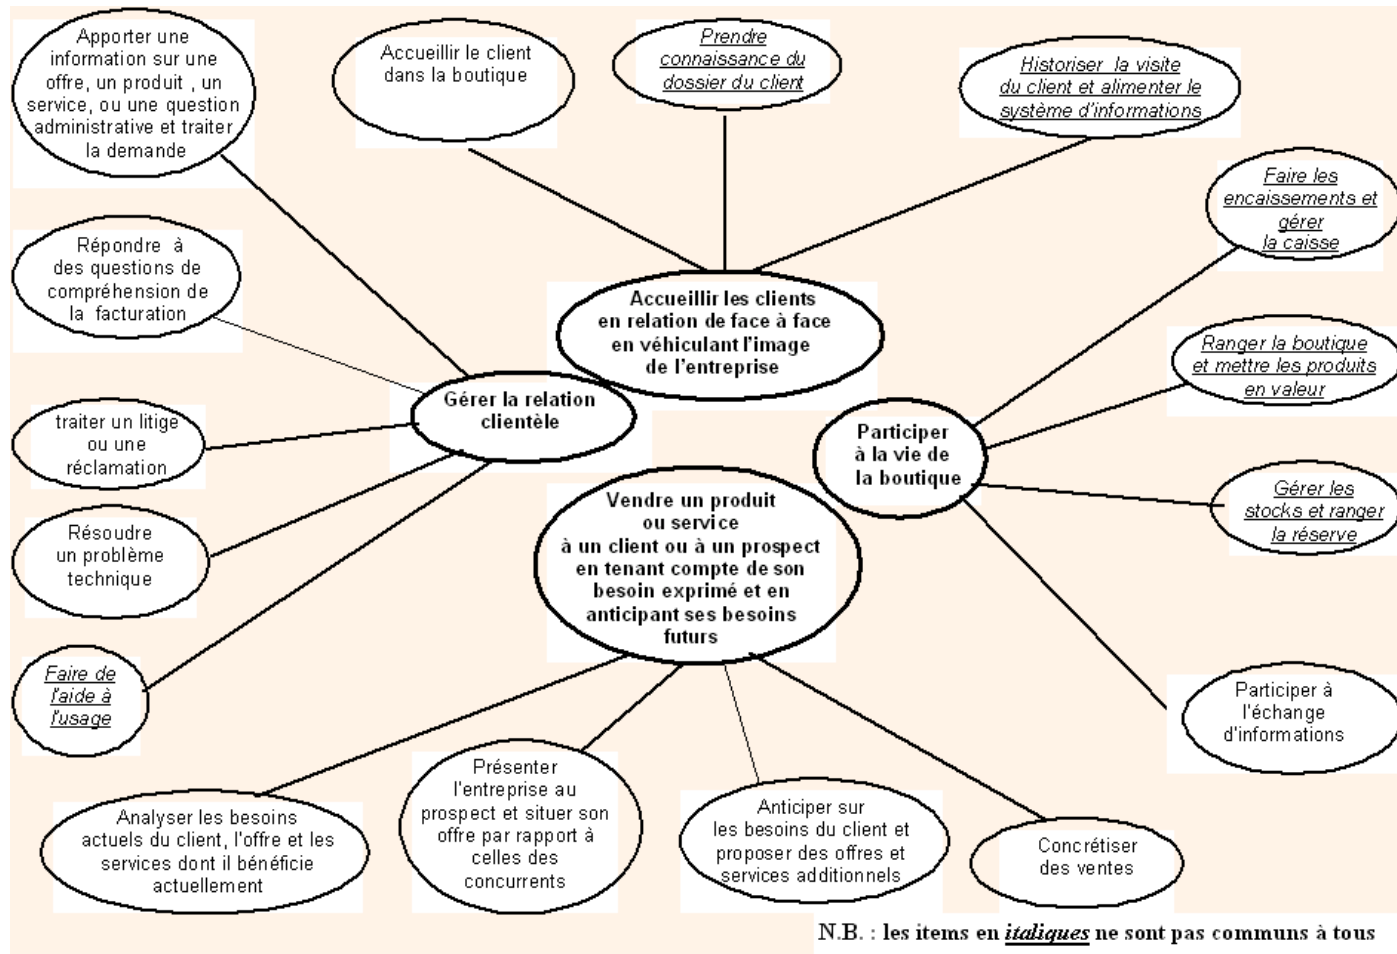 Apporter une
information sur une
offre, un produit , un
service, ou une question
administrative et traiter
la demande
Accueillir le client
dans la boutique
Prendre
connaissance du
dossier du client
Historiser la visite
du client et alimenter le
système d'informations
Faire les
encaissements et
gérer
la caisse
Répondre à
des questions de
compréhension de
la facturation
Accueillir les clients
en relation de face à face
en véhiculant l'image
de l'entreprise
Ranger la boutique
et mettre les produits
en valeur
Gérer la relation
clientèle
traiter un litige
ou une
réclamation
Participer
à la vie de
la boutique
Gérer les
stocks et ranger
la réserve
Vendre un produit
ou service
à un client ou à un prospect
en tenant compte de son
besoin exprimé et en
anticipant ses besoins
futurs
Résoudre
un problème
technique
Faire de
l'aide à
l'usage
Participer à
l'échange
d'informations
Analyser les besoins
actuels du client, l'offre et les
services dont il bénéficie
actuellement
Présenter
l'entreprise au
prospect et situer son
offre par rapport à
celles des
concurrents
Anticiper sur
les besoins du client et
proposer des offres et
services additionnels
Concrétiser
des ventes
N.B. : les items en italiques ne sont pas communs à tous